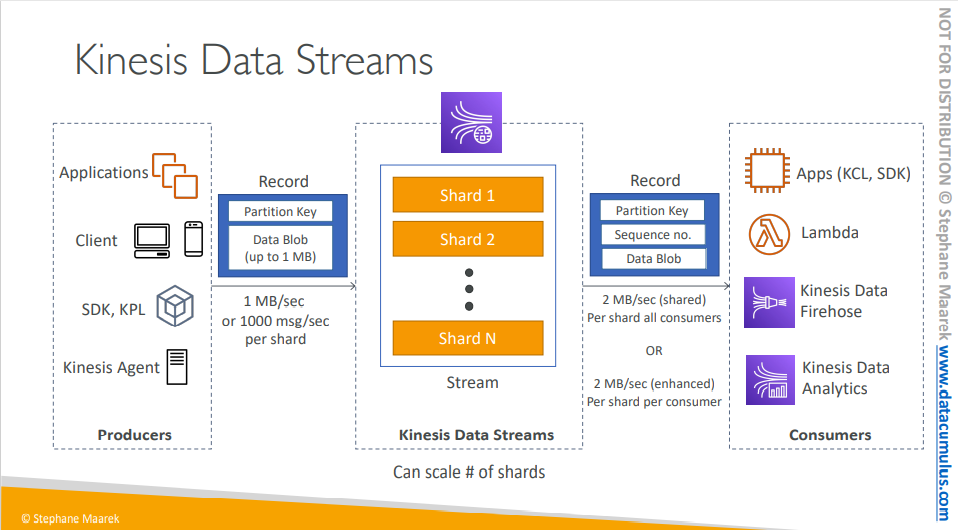 Kinesis Data Streams
Applications
Client
SDK, KPL
Kinesis Agent
Producers
Record
Partition Key
Data Blob
(up to 1 MB)
1 MB/sec
or 1000 msg/sec
per shard
Shard 1
Shard 2
Shard N
Stream
Kinesis Data Streams
Can scale # of shards
Record
Partition Key
Sequence no.
Data Blob
2 MB/sec (shared)
Per shard all consumers
OR
2 MB/sec (enhanced)
Per shard per consumer
Apps (KCL, SDK)
Lambda
Kinesis Data
Firehose
Kinesis Data
Analytics
Consumers
NOT FOR DISTRIBUTION © Stephane Maarek www.datacumulus.com
© Stephane Maarek